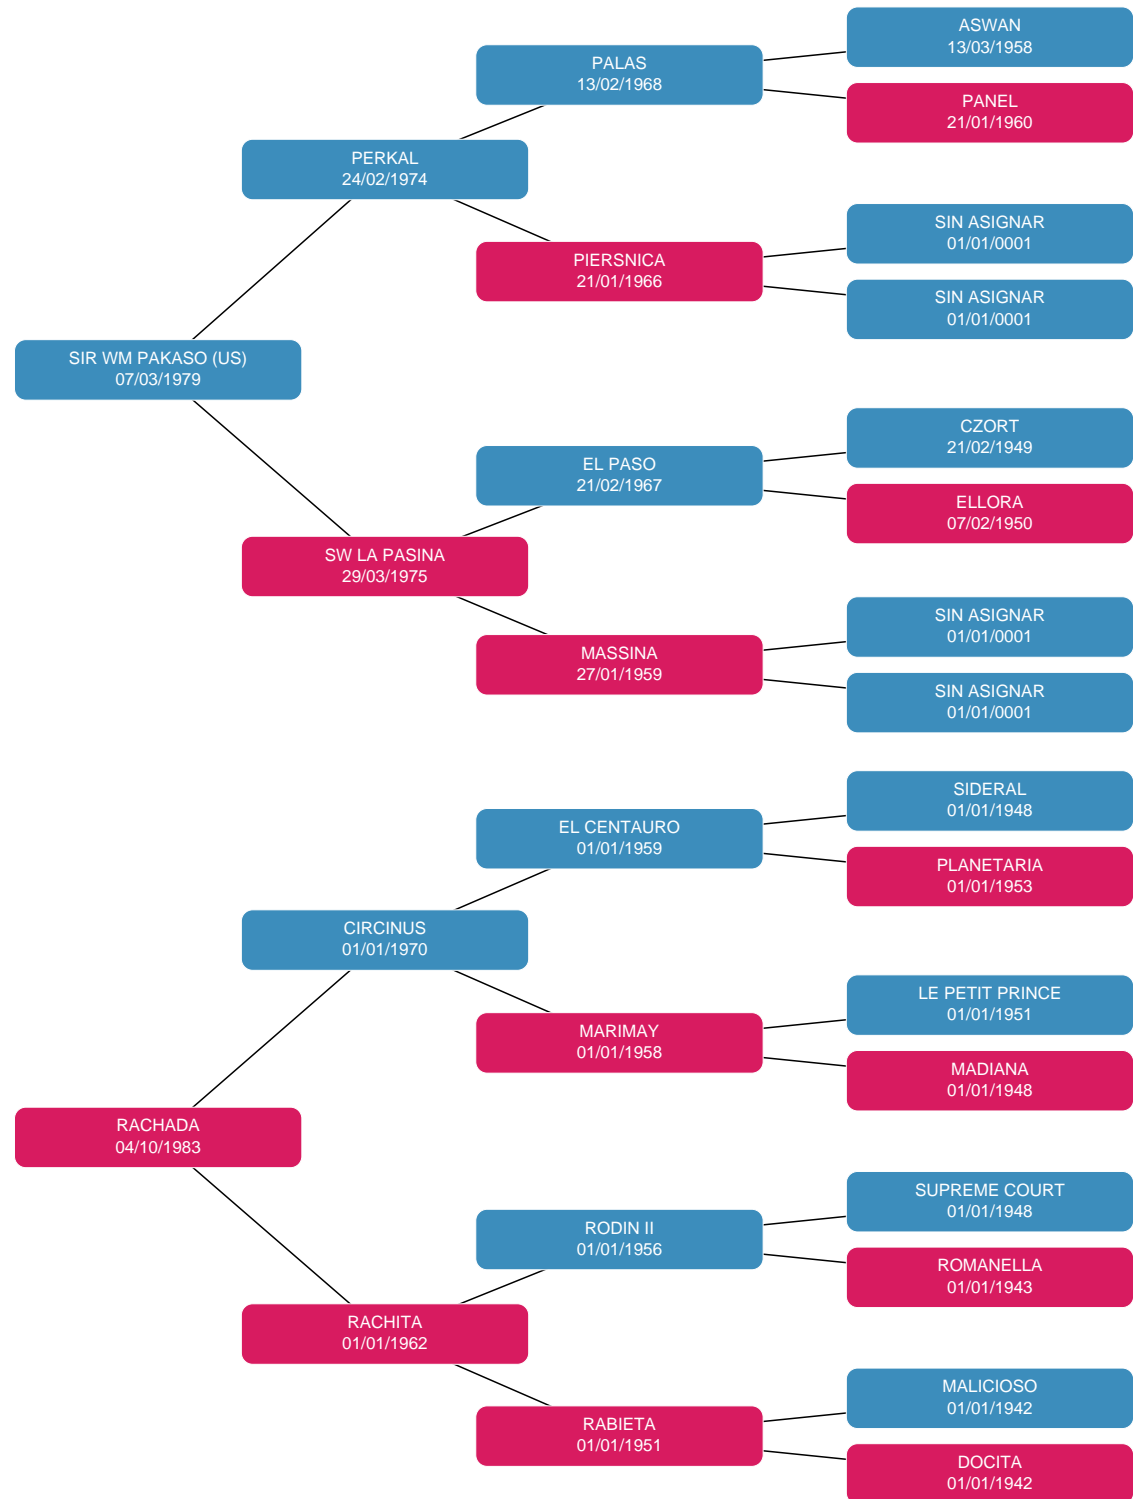 ASWAN
13/03/1958
PALAS
13/02/1968
PANEL
21/01/1960
PERKAL
24/02/1974
SIN ASIGNAR
01/01/0001
PIERSNICA
21/01/1966
SIN ASIGNAR
01/01/0001
SIR WM PAKASO (US)
07/03/1979
CZORT
21/02/1949
EL PASO
21/02/1967
ELLORA
07/02/1950
SW LA PASINA
29/03/1975
SIN ASIGNAR
01/01/0001
MASSINA
27/01/1959
SIN ASIGNAR
01/01/0001
SIDERAL
01/01/1948
EL CENTAURO
01/01/1959
PLANETARIA
01/01/1953
CIRCINUS
01/01/1970
LE PETIT PRINCE
01/01/1951
MARIMAY
01/01/1958
MADIANA
01/01/1948
RACHADA
04/10/1983
SUPREME COURT
01/01/1948
RODIN II
01/01/1956
ROMANELLA
01/01/1943
RACHITA
01/01/1962
MALICIOSO
01/01/1942
RABIETA
01/01/1951
DOCITA
01/01/1942